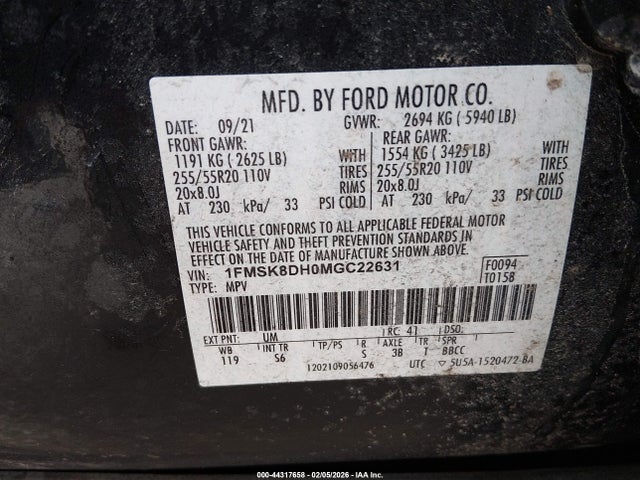 MFD. BY FORD MOTOR CO.
DATE: 09/21 GVWR: 2694 KG ( 5940 LB)
FRONT GAWR: REAR GAWR:
1191 KG ( 2625 LB) WITH 1554 KG ( 3425 LB) WITH
255/55R20 110V TIRES 255/55R20 110V TIRES
20x8.0J RIMS 20x8.0J RIMS
AT 230 kPa/ 33 PSI COLD AT 230 kPa/ 33 PSI COLD
THIS VEHICLE CONFORMS TO ALL APPLICABLE FEDERAL MOTOR
VEHICLE SAFETY AND THEFT PREVENTION STANDARDS IN
EFFECT ON THE DATE OF MANUFACTURE SHOWN ABOVE.
VIN: 1FMSK8DH0MGC22631 F0094
TYPE: MPV T0158
EXT PNT: UM RC: 41 DSO:
WB INT TR TP/PS R AXLE TR SPR
119 S6 S 3B T BBCC
1202109056476 UTC ▽ 5U5A-1520472-BA
000-44317658 - 02/05/2026 - IAA Inc.